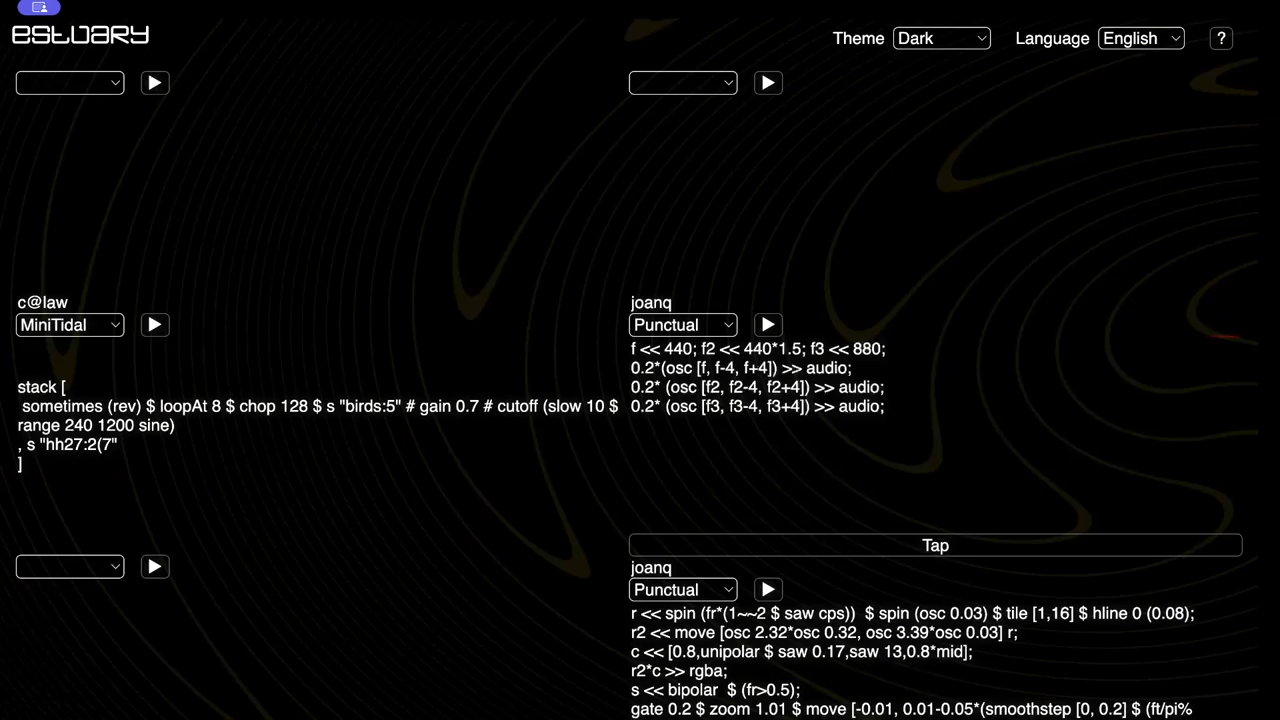 estuary
Theme Dark Language English ?
c@law
MiniTidal
stack [
sometimes (rev) $ loopAt 8 $ chop 128 $ s "birds:5" # gain 0.7 # cutoff (slow 10 $
range 240 1200 sine)
, s "hh27:2(7"
]
joanq
Punctual
f << 440; f2 << 440*1.5; f3 << 880;
0.2*(osc [f, f-4, f+4]) >> audio;
0.2* (osc [f2, f2-4, f2+4]) >> audio;
0.2* (osc [f3, f3-4, f3+4]) >> audio;
Tap
joanq
Punctual
r << spin (fr*(1~~2 $ saw cps))  $ spin (osc 0.03) $ tile [1,16] $ hline 0 (0.08);
r2 << move [osc 2.32*osc 0.32, osc 3.39*osc 0.03] r;
c << [0.8,unipolar $ saw 0.17,saw 13,0.8*mid];
r2*c >> rgba;
s << bipolar  $ (fr>0.5);
gate 0.2 $ zoom 1.01 $ move [-0.01, 0.01-0.05*(smoothstep [0, 0.2] $ (ft/pi%